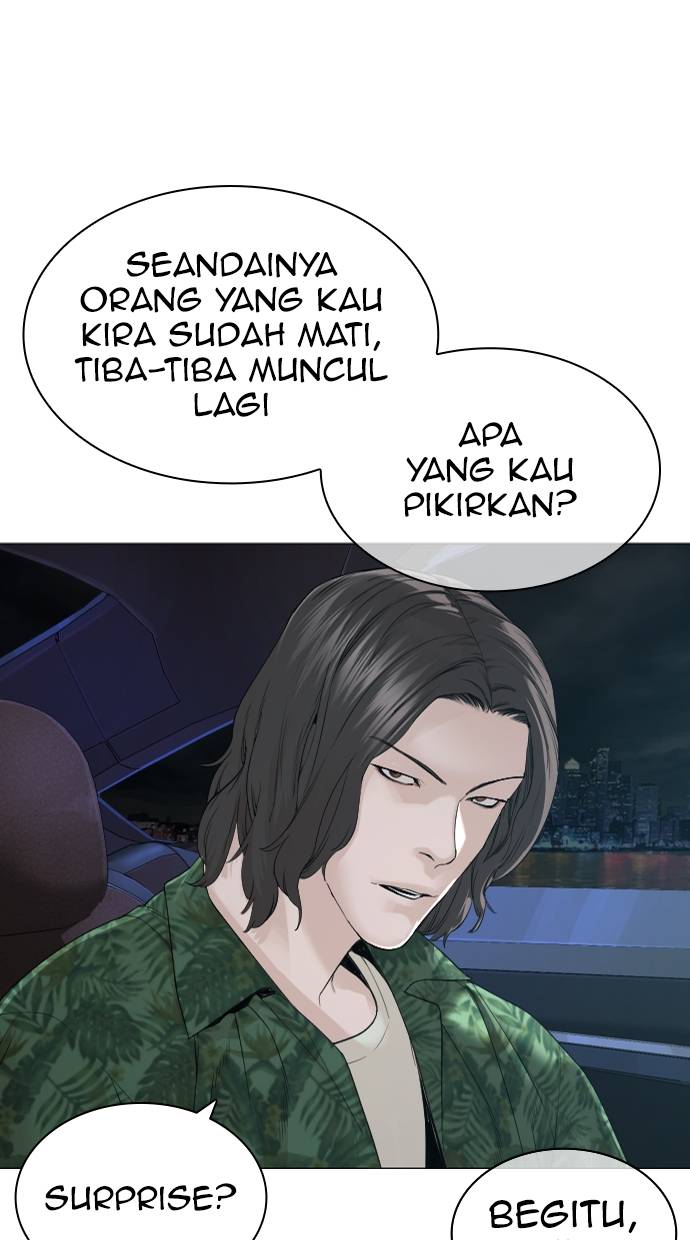 SEANDAINYA
ORANG YANG KAU
KIRA SUDAH MATI,
TIBA-TIBA MUNCUL
LAGI
APA
YANG KAU
PIKIRKAN?
SURPRISE?
BEGITU,